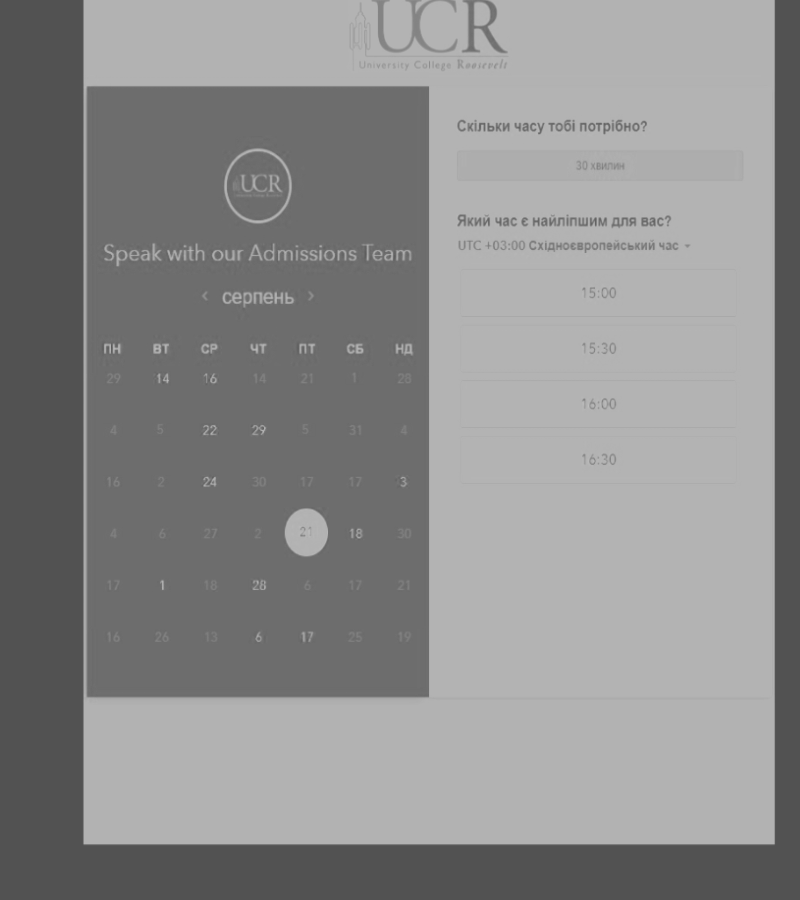 UCR
University College Roosevelt
UCR
Speak with our Admissions Team
‹ серпень ›
ПН ВТ СР ЧТ ПТ СБ НД
29 14 16 14 21 1 28
4 5 22 29 5 31 4
16 2 24 30 17 17 3
4 6 27 2 21 18 30
17 1 18 28 6 17 21
16 26 13 6 17 25 19
Скільки часу тобі потрібно?
30 хвилин
Який час є найліпшим для вас?
UTC +03:00 Східноєвропейський час
15:00
15:30
16:00
16:30